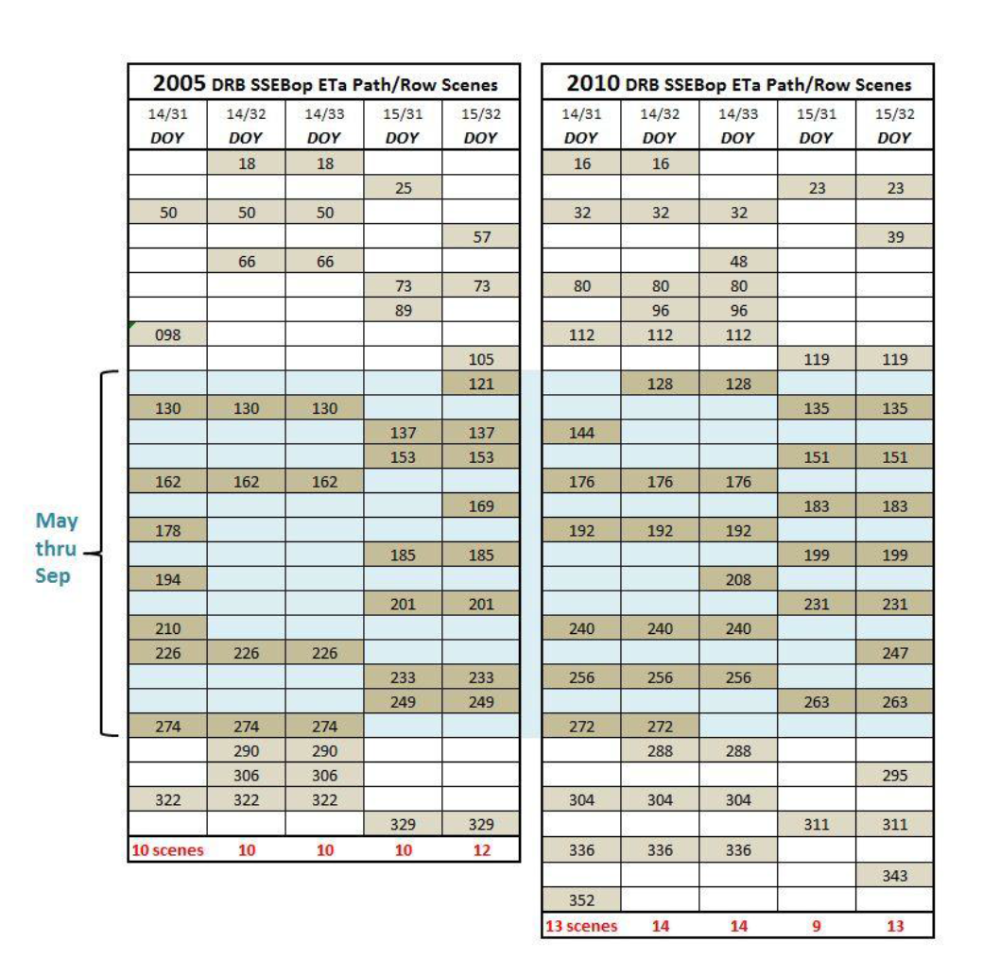 2005 DRB SSEBop ETa Path/Row Scenes
14/31 14/32 14/33 15/31 15/32
DOY DOY DOY DOY DOY
18 18
25
50 50 50
57
66 66
73 73
89
098
105
121
130 130 130
137 137
153 153
162 162 162
169
178
185 185
194
201 201
210
226 226 226
233 233
249 249
274 274 274
290 290
306 306
322 322 322
329 329
10 scenes 10 10 10 12
2010 DRB SSEBop ETa Path/Row Scenes
14/31 14/32 14/33 15/31 15/32
DOY DOY DOY DOY DOY
16 16
23 23
32 32 32
39
48
80 80 80
96 96
112 112 112
119 119
128 128
135 135
144
151 151
176 176 176
183 183
192 192 192
199 199
208
231 231
240 240 240
247
256 256 256
263 263
272 272
288 288
295
304 304 304
311 311
336 336 336
343
352
13 scenes 14 14 9 13
May
thru
Sep